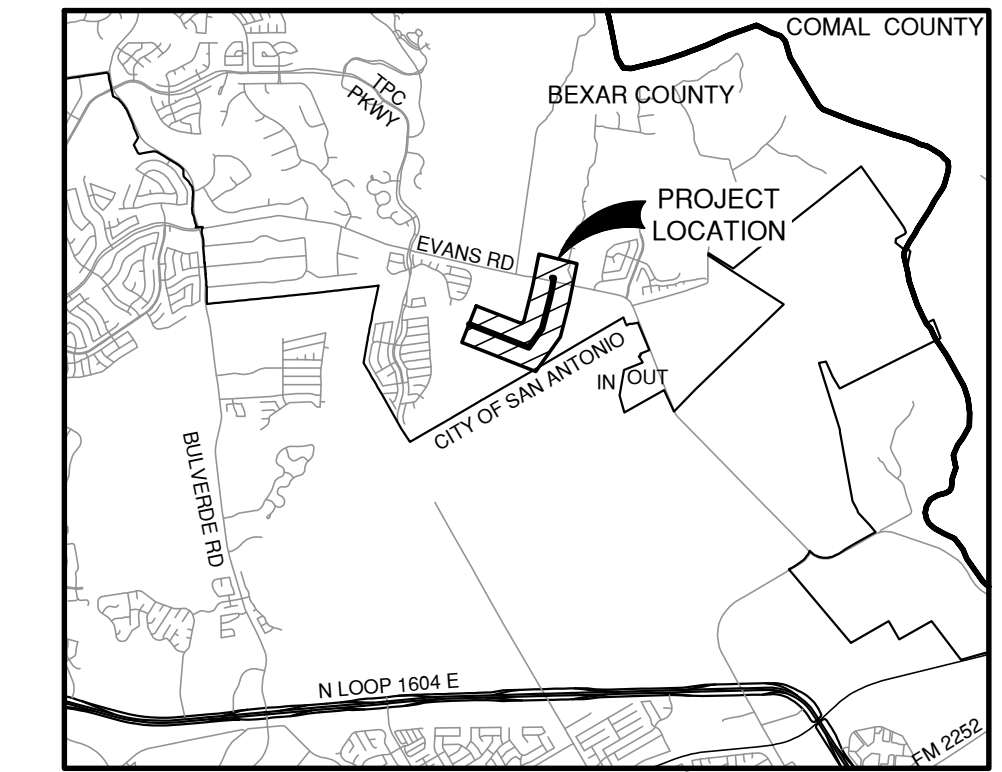 COMAL COUNTY
TPC
PKWY
BEXAR COUNTY
PROJECT
LOCATION
EVANS RD
CITY OF SAN ANTONIO
IN OUT
BULVERDE RD
N LOOP 1604 E
FM 2252